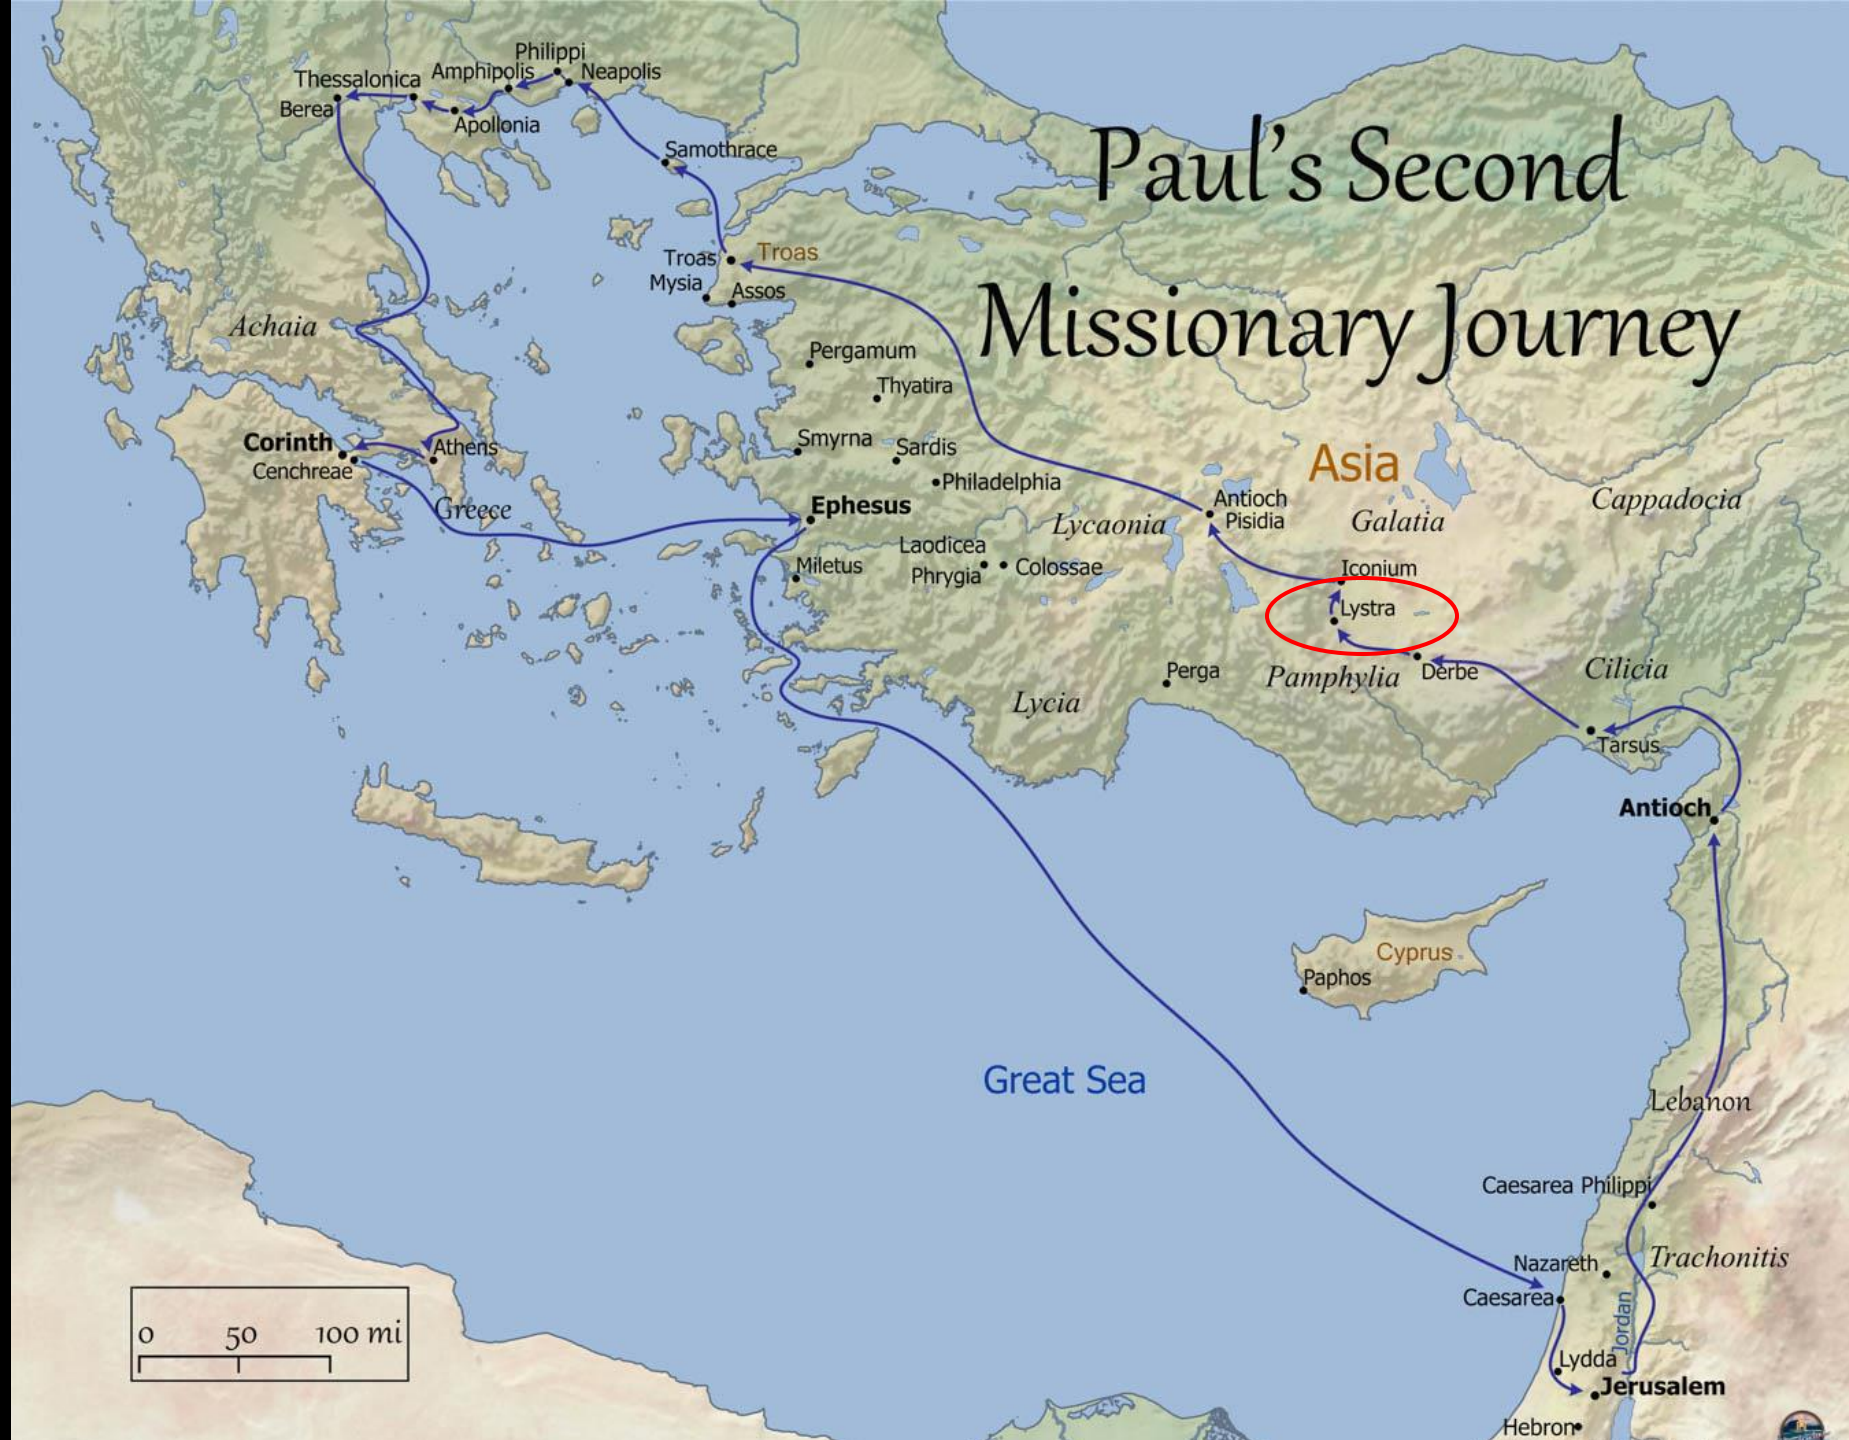 Paul's Second
Missionary Journey
Philippi
Thessalonica
Amphipolis
Neapolis
Berea
Apollonia
Samothrace
Troas
Troas
Mysia
Assos
Achaia
Pergamum
Thyatira
Corinth
Cenchreae
Athens
Smyrna
Sardis
Philadelphia
Asia
Greece
Ephesus
Lycaonia
Antioch
Pisidia
Galatia
Cappadocia
Laodicea
Phrygia
Colossae
Miletus
Iconium
Lystra
Perga
Pamphylia
Derbe
Cilicia
Lycia
Tarsus
Antioch
Cyprus
Paphos
Great Sea
Lebanon
Caesarea Philippi
Nazareth
Trachonitis
Caesarea
Jordan
0 50 100 mi
Lydda
Jerusalem
Hebron